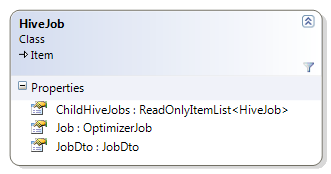 HiveJob
Class
Item
Properties
ChildHiveJobs : ReadOnlyItemList<HiveJob>
Job : OptimizerJob
JobDto : JobDto